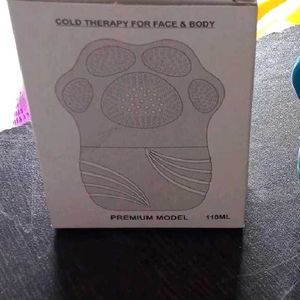 COLD THERAPY FOR FACE & BODY
PREMIUM MODEL 110ML